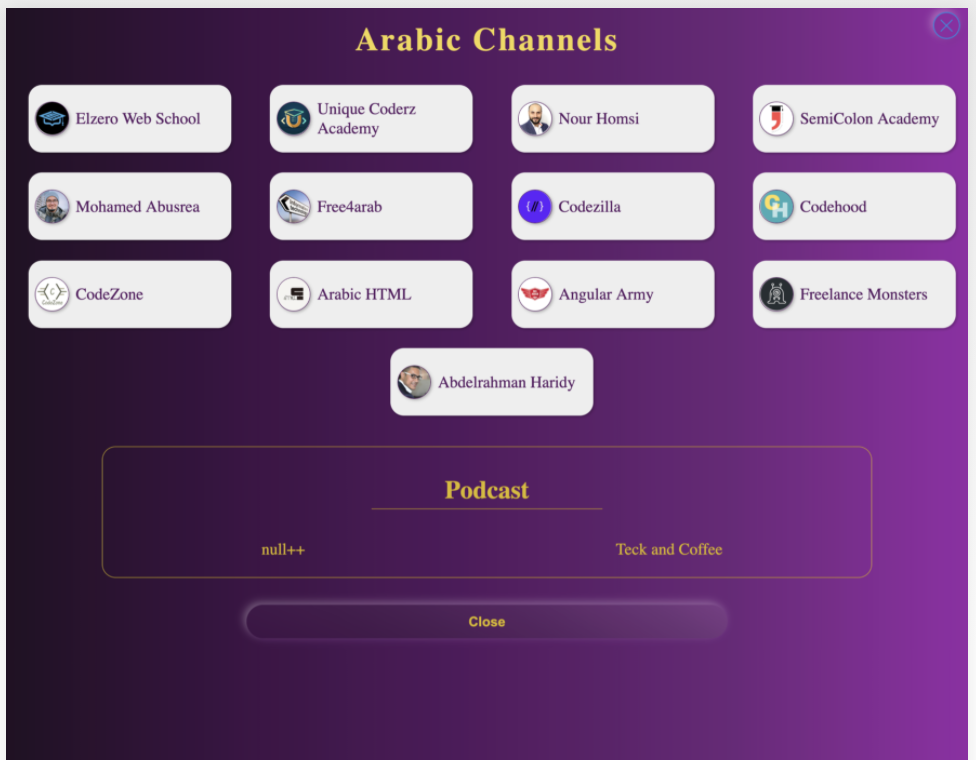 Arabic Channels
Elzero Web School
Unique Coderz
Academy
Nour Homsi
SemiColon Academy
Mohamed Abusrea
Free4arab
{//}
Codezilla
GH
Codehood
CodeZone
Arabic HTML
Angular Army
Freelance Monsters
Abdelrahman Haridy
Podcast
null++
Teck and Coffee
Close